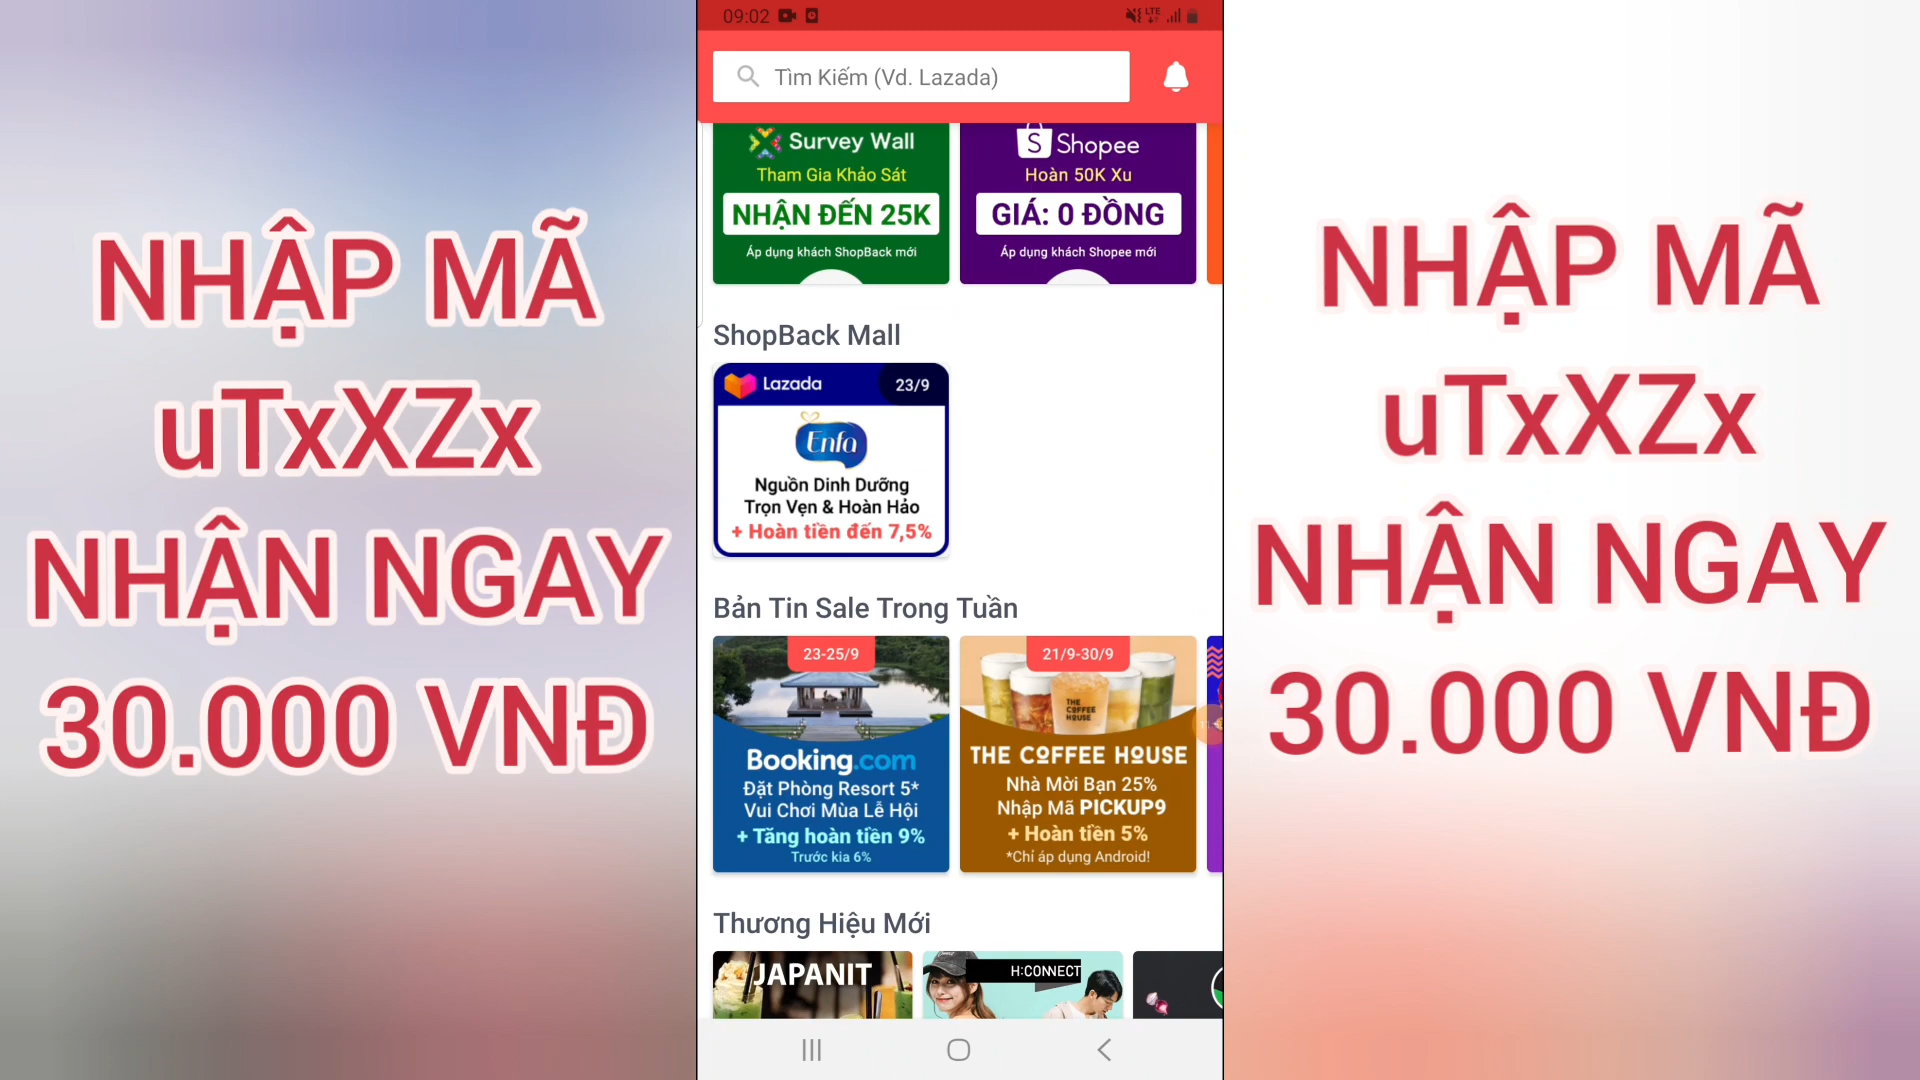 NHẬP MÃ
uTxXZx
NHẬN NGAY
30.000 VNĐ
09:02
LTE
Tìm Kiếm (Vd. Lazada)
Survey Wall
Tham Gia Khảo Sát
NHẬN ĐẾN 25K
Áp dụng khách ShopBack mới
Shopee
Hoàn 50K Xu
GIÁ: 0 ĐỒNG
Áp dụng khách Shopee mới
ShopBack Mall
Lazada
23/9
Enfa
Nguồn Dinh Dưỡng
Trọn Vẹn & Hoàn Hảo
+ Hoàn tiền đến 7,5%
Bản Tin Sale Trong Tuần
23-25/9
Booking.com
Đặt Phòng Resort 5*
Vui Chơi Mùa Lễ Hội
+ Tăng hoàn tiền 9%
Trước kia 6%
21/9-30/9
THE COFFEE HOUSE
THE COFFEE HOUSE
Nhà Mời Bạn 25%
Nhập Mã PICKUP9
+ Hoàn tiền 5%
*Chỉ áp dụng Android!
Thương Hiệu Mới
JAPANIT
H:CONNECT
NHẬP MÃ
uTxXZx
NHẬN NGAY
30.000 VNĐ